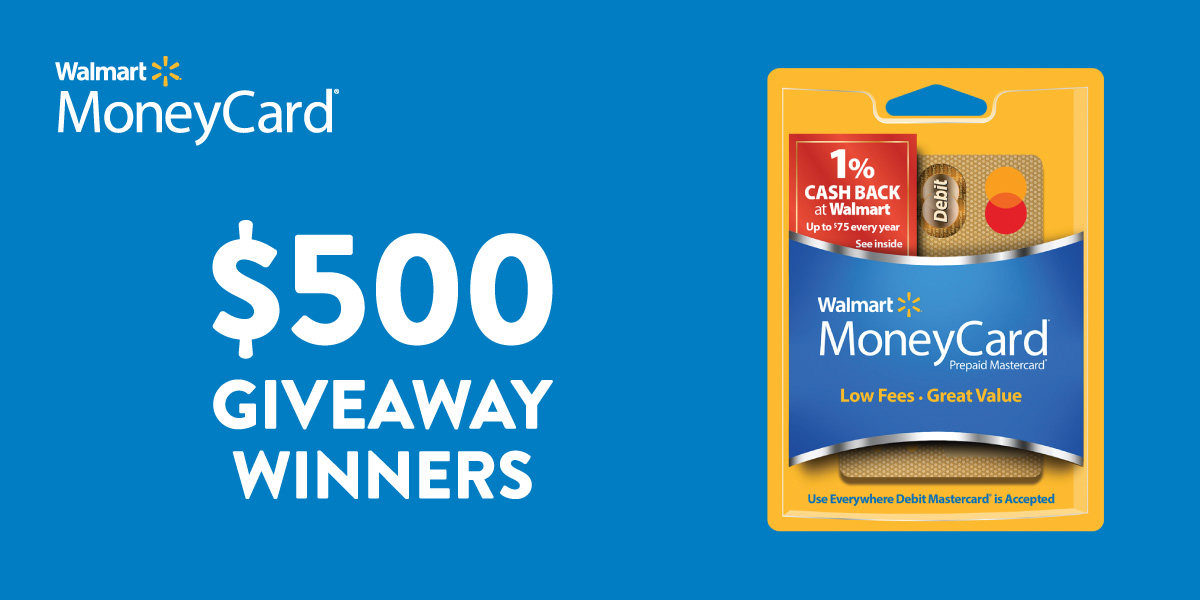 Walmart
MoneyCard®
$500
GIVEAWAY
WINNERS
1%
CASH BACK
at Walmart
Up to $75 every year
See inside
Debit
Walmart
MoneyCard®
Prepaid Mastercard®
Low Fees · Great Value
Use Everywhere Debit Mastercard® is Accepted